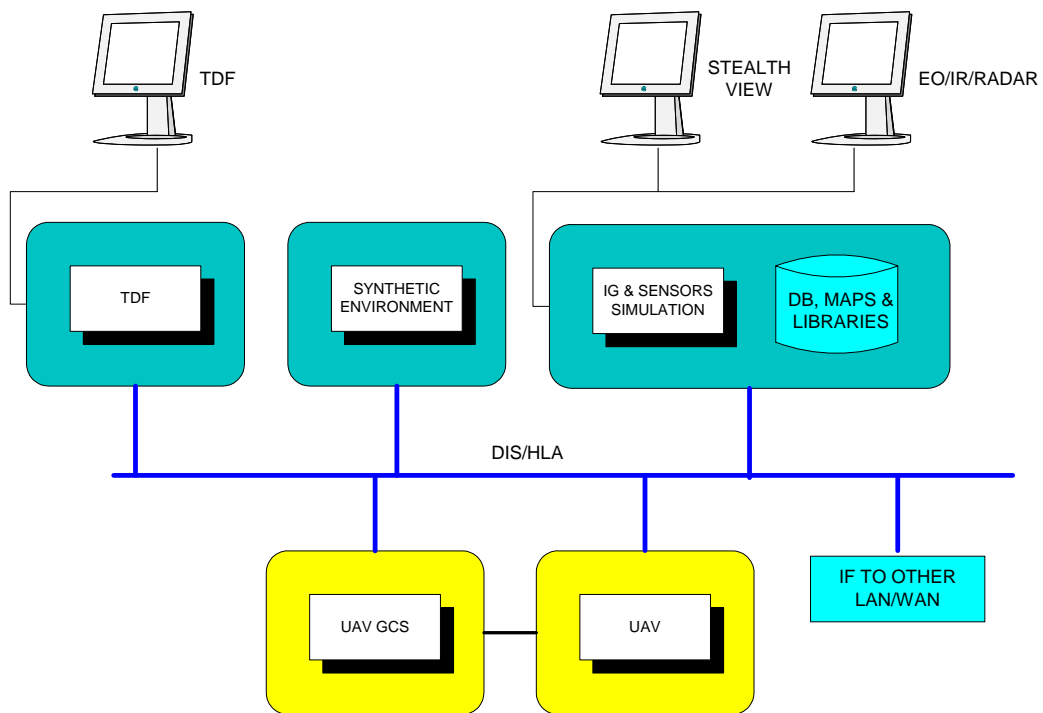 TDF
STEALTH
VIEW
EO/IR/RADAR
TDF
SYNTHETIC
ENVIRONMENT
IG & SENSORS
SIMULATION
DB, MAPS &
LIBRARIES
DIS/HLA
UAV GCS
UAV
IF TO OTHER
LAN/WAN